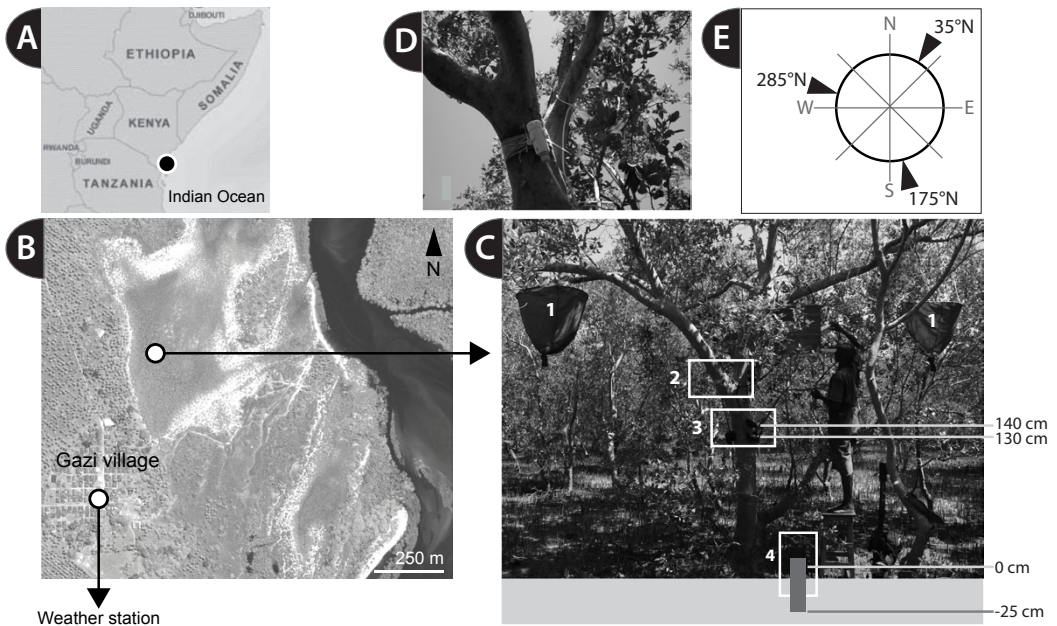 A
DJIBOUTI
ETHIOPIA
SOMALIA
UGANDA
KENYA
RWANDA
BURUNDI
TANZANIA
Indian Ocean
D
E
N
35°N
285°N
W
E
S
175°N
B
N
Gazi village
250 m
Weather station
C
1
1
2
3
140 cm
130 cm
4
0 cm
-25 cm